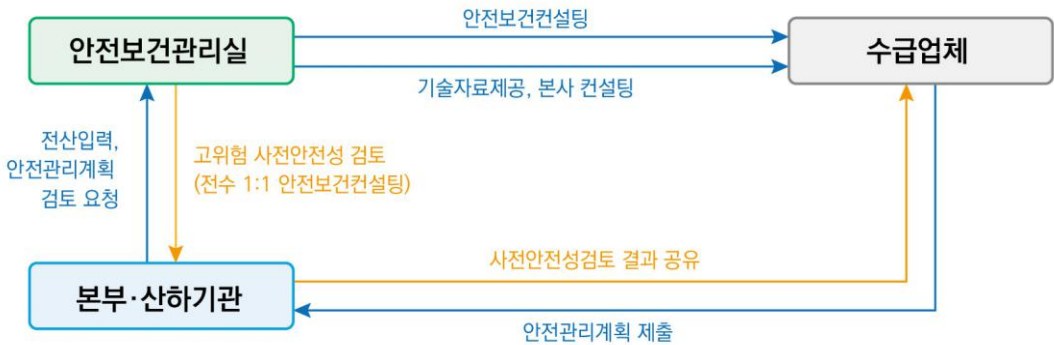 안전보건컨설팅
안전보건관리실
수급업체
기술자료제공, 본사 컨설팅
전산입력,
안전관리계획
검토 요청
고위험 사전안전성 검토
(전수 1:1 안전보건컨설팅)
사전안전성검토 결과 공유
본부·산하기관
안전관리계획 제출